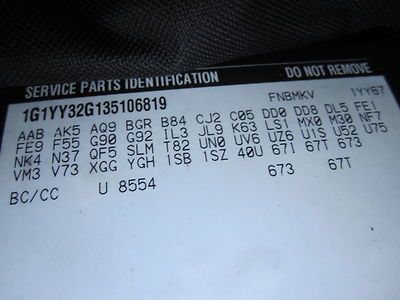 SERVICE PARTS IDENTIFICATION DO NOT REMOVE
1G1YY32G135106819 FNBMKV 1YY67
AAB AK5 AQ9 BGR B84 CJ2 C05 DD0 DD8 DL5 FE1
FE9 F55 G90 G92 IL3 JL9 K63 LS1 MX0 M30 NF7
NK4 N37 QF5 SLM T82 UN0 UV6 UZ6 U1S U52 U75
VM3 V73 XGG YGH 1SB 1SZ 40U 67I 67T 673
673 67T
BC/CC U 8554